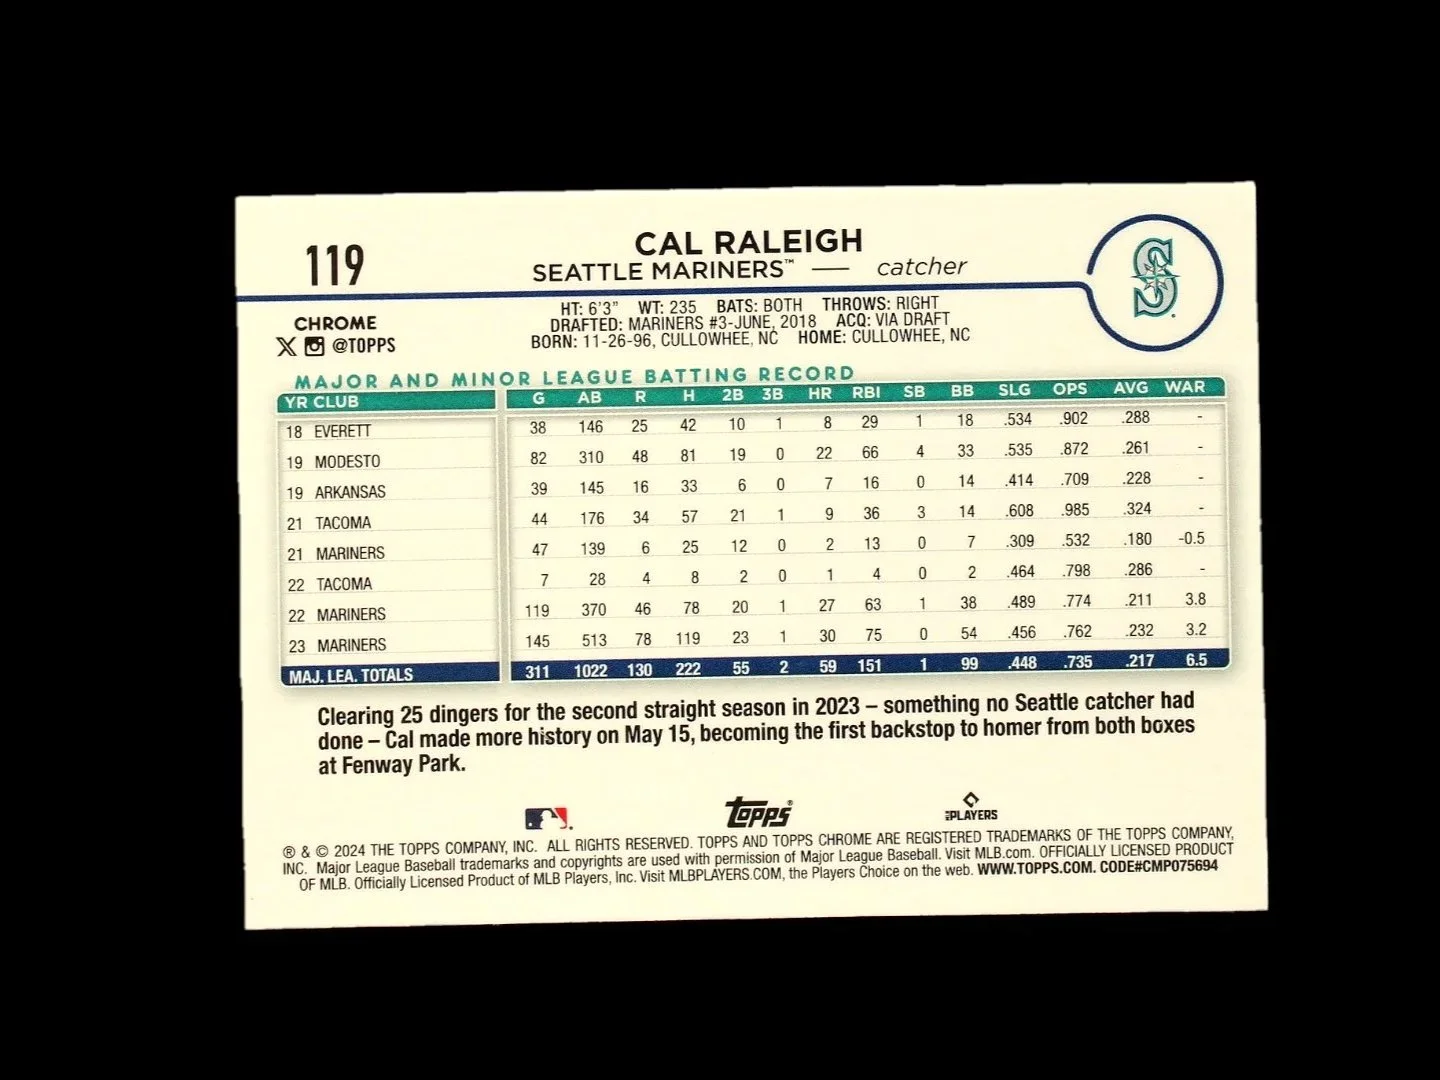 119
CAL RALEIGH
SEATTLE MARINERS™ — catcher
S
CHROME
@TOPPS
HT: 6'3" WT: 235 BATS: BOTH THROWS: RIGHT
DRAFTED: MARINERS #3-JUNE, 2018 ACQ: VIA DRAFT
BORN: 11-26-96, CULLOWHEE, NC HOME: CULLOWHEE, NC
MAJOR AND MINOR LEAGUE BATTING RECORD
YR CLUB G AB R H 2B 3B HR RBI SB BB SLG OPS AVG WAR
18 EVERETT 38 146 25 42 10 1 8 29 1 18 .534 .902 .288 -
19 MODESTO 82 310 48 81 19 0 22 66 4 33 .535 .872 .261 -
19 ARKANSAS 39 145 16 33 6 0 7 16 0 14 .414 .709 .228 -
21 TACOMA 44 176 34 57 21 1 9 36 3 14 .608 .985 .324 -
21 MARINERS 47 139 6 25 12 0 2 13 0 7 .309 .532 .180 -0.5
22 TACOMA 7 28 4 8 2 0 1 4 0 2 .464 .798 .286 -
22 MARINERS 119 370 46 78 20 1 27 63 1 38 .489 .774 .211 3.8
23 MARINERS 145 513 78 119 23 1 30 75 0 54 .456 .762 .232 3.2
MAJ. LEA. TOTALS 311 1022 130 222 55 2 59 151 1 99 .448 .735 .217 6.5
Clearing 25 dingers for the second straight season in 2023 – something no Seattle catcher had
done – Cal made more history on May 15, becoming the first backstop to homer from both boxes
at Fenway Park.
Topps®
MLB PLAYERS
® & © 2024 THE TOPPS COMPANY, INC. ALL RIGHTS RESERVED. TOPPS AND TOPPS CHROME ARE REGISTERED TRADEMARKS OF THE TOPPS COMPANY,
INC. Major League Baseball trademarks and copyrights are used with permission of Major League Baseball. Visit MLB.com. OFFICIALLY LICENSED PRODUCT
OF MLB. Officially Licensed Product of MLB Players, Inc. Visit MLBPLAYERS.COM, the Players Choice on the web. WWW.TOPPS.COM. CODE#CMP075694